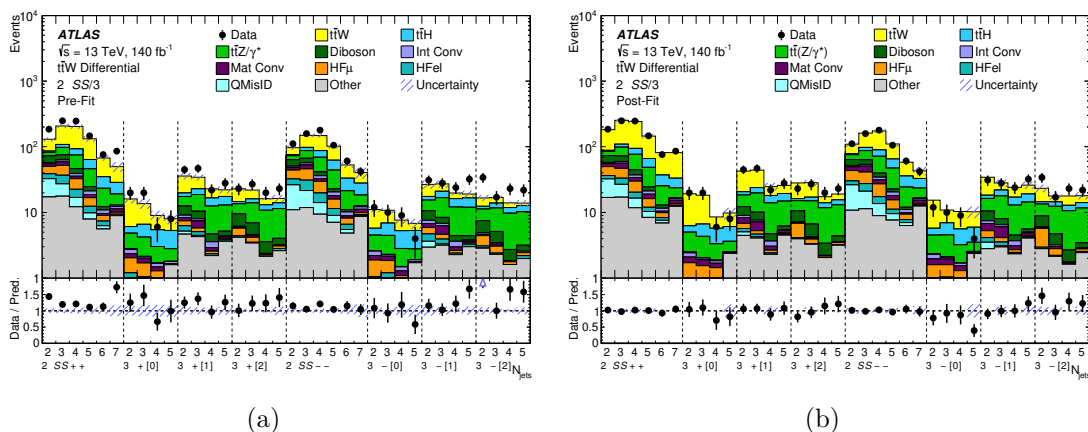 Events
10⁴
10³
10²
10
1
ATLAS
√s = 13 TeV, 140 fb⁻¹
tt̄W Differential
2 SS/3
Pre-Fit
Data
tt̄W
tt̄H
tt̄Z/γ*
Diboson
Int Conv
Mat Conv
HFμ
HFel
QMisID
Other
Uncertainty
Data / Pred.
1.5
1
0.5
0
2 3 4 5 6 7 2 3 4 5 2 3 4 5 2 3 4 5 2 3 4 5 6 7 2 3 4 5 2 3 4 5 2 3 4 5
2 SS++ 3 +[0] 3 +[1] 3 +[2] 2 SS-- 3 -[0] 3 -[1] 3 -[2] N_jets
(a)
Events
10⁴
10³
10²
10
1
ATLAS
√s = 13 TeV, 140 fb⁻¹
tt̄W Differential
2 SS/3
Post-Fit
Data
tt̄W
tt̄H
tt̄(Z/γ*)
Diboson
Int Conv
Mat Conv
HFμ
HFel
QMisID
Other
Uncertainty
Data / Pred.
1.5
1
0.5
0
2 3 4 5 6 7 2 3 4 5 2 3 4 5 2 3 4 5 2 3 4 5 6 7 2 3 4 5 2 3 4 5 2 3 4 5
2 SS++ 3 +[0] 3 +[1] 3 +[2] 2 SS-- 3 -[0] 3 -[1] 3 -[2] N_jets
(b)